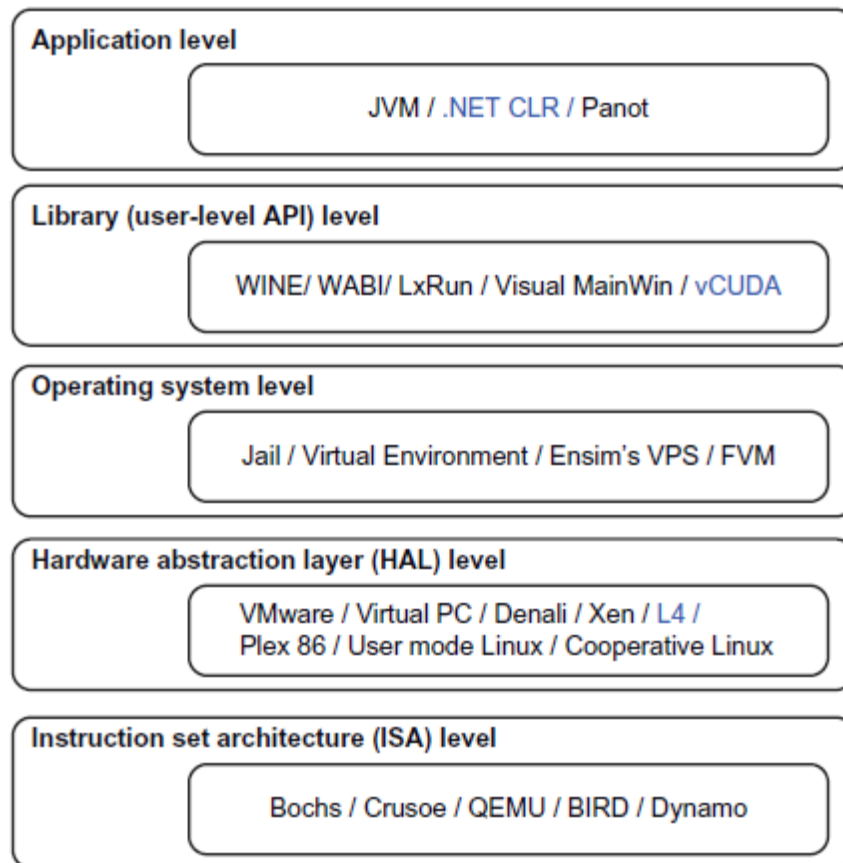 Application level
JVM / .NET CLR / Panot
Library (user-level API) level
WINE/ WABI/ LxRun / Visual MainWin / vCUDA
Operating system level
Jail / Virtual Environment / Ensim's VPS / FVM
Hardware abstraction layer (HAL) level
VMware / Virtual PC / Denali / Xen / L4 /
Plex 86 / User mode Linux / Cooperative Linux
Instruction set architecture (ISA) level
Bochs / Crusoe / QEMU / BIRD / Dynamo